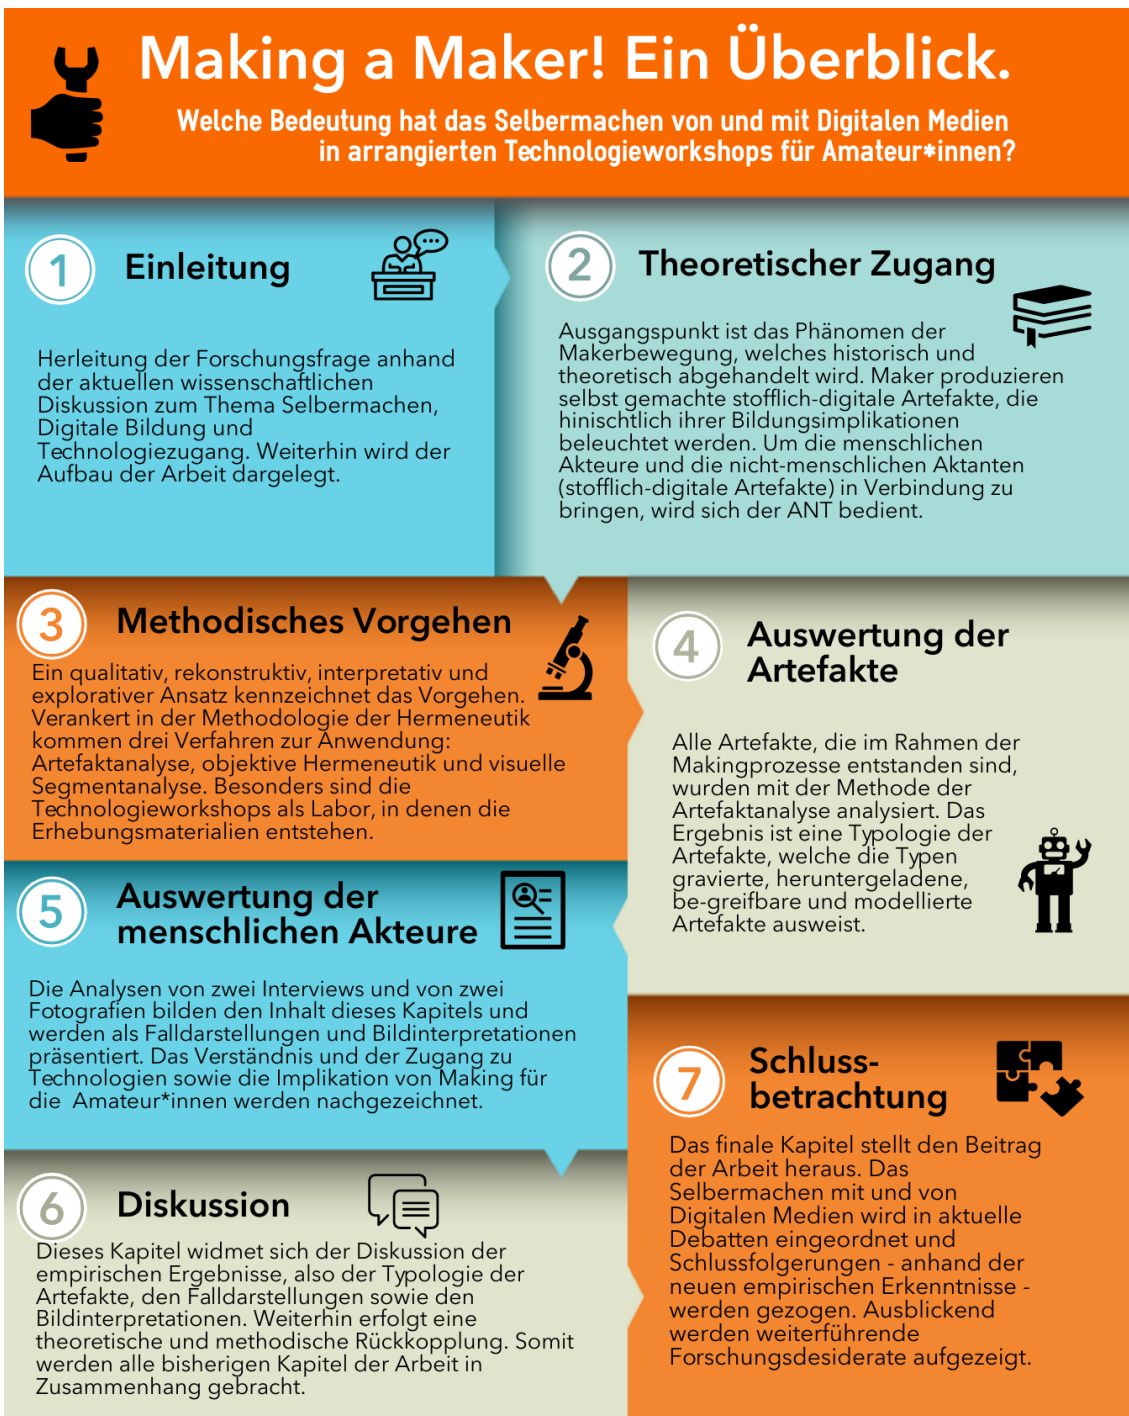 Making a Maker! Ein Überblick.
Welche Bedeutung hat das Selbermachen von und mit Digitalen Medien
in arrangierten Technologieworkshops für Amateur*innen?
1
Einleitung
Herleitung der Forschungsfrage anhand
der aktuellen wissenschaftlichen
Diskussion zum Thema Selbermachen,
Digitale Bildung und
Technologiezugang. Weiterhin wird der
Aufbau der Arbeit dargelegt.
2
Theoretischer Zugang
Ausgangspunkt ist das Phänomen der
Makerbewegung, welches historisch und
theoretisch abgehandelt wird. Maker produzieren
selbst gemachte stofflich-digitale Artefakte, die
hinischtlich ihrer Bildungsimplikationen
beleuchtet werden. Um die menschlichen
Akteure und die nicht-menschlichen Aktanten
(stofflich-digitale Artefakte) in Verbindung zu
bringen, wird sich der ANT bedient.
3
Methodisches Vorgehen
Ein qualitativ, rekonstruktiv, interpretativ und
explorativer Ansatz kennzeichnet das Vorgehen.
Verankert in der Methodologie der Hermeneutik
kommen drei Verfahren zur Anwendung:
Artefaktanalyse, objektive Hermeneutik und visuelle
Segmentanalyse. Besonders sind die
Technologieworkshops als Labor, in denen die
Erhebungsmaterialien entstehen.
4
Auswertung der
Artefakte
Alle Artefakte, die im Rahmen der
Makingprozesse entstanden sind,
wurden mit der Methode der
Artefaktanalyse analysiert. Das
Ergebnis ist eine Typologie der
Artefakte, welche die Typen
gravierte, heruntergeladene,
be-greifbare und modellierte
Artefakte ausweist.
5
Auswertung der
menschlichen Akteure
Die Analysen von zwei Interviews und von zwei
Fotografien bilden den Inhalt dieses Kapitels und
werden als Falldarstellungen und Bildinterpretationen
präsentiert. Das Verständnis und der Zugang zu
Technologien sowie die Implikation von Making für
die Amateur*innen werden nachgezeichnet.
6
Diskussion
Dieses Kapitel widmet sich der Diskussion der
empirischen Ergebnisse, also der Typologie der
Artefakte, den Falldarstellungen sowie den
Bildinterpretationen. Weiterhin erfolgt eine
theoretische und methodische Rückkopplung. Somit
werden alle bisherigen Kapitel der Arbeit in
Zusammenhang gebracht.
7
Schluss-
betrachtung
Das finale Kapitel stellt den Beitrag
der Arbeit heraus. Das
Selbermachen mit und von
Digitalen Medien wird in aktuelle
Debatten eingeordnet und
Schlussfolgerungen - anhand der
neuen empirischen Erkenntnisse -
werden gezogen. Ausblickend
werden weiterführende
Forschungsdesiderate aufgezeigt.